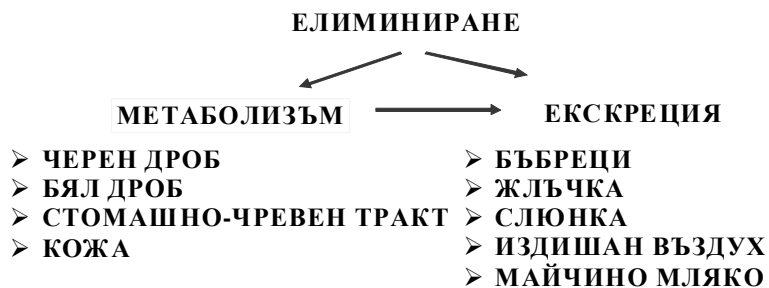 ЕЛИМИНИРАНЕ
МЕТАБОЛИЗЪМ
ЧЕРЕН ДРОБ
БЯЛ ДРОБ
СТОМАШНО-ЧРЕВЕН ТРАКТ
КОЖА
ЕКСКРЕЦИЯ
БЪБРЕЦИ
ЖЛЪЧКА
СЛЮНКА
ИЗДИШАН ВЪЗДУХ
МАЙЧИНО МЛЯКО